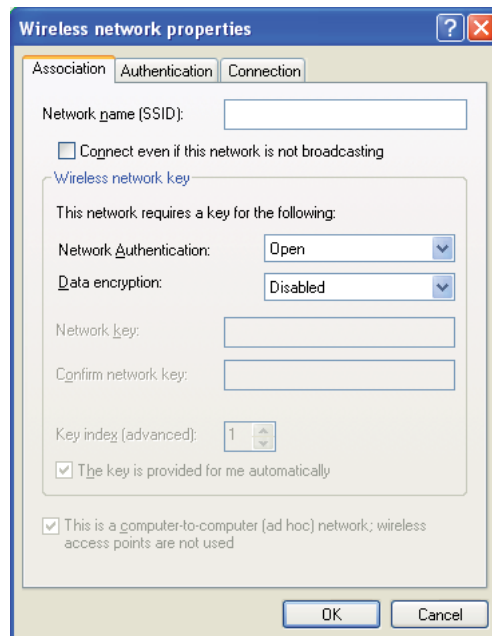 Wireless network properties
Association Authentication Connection
Network name (SSID):
Connect even if this network is not broadcasting
Wireless network key
This network requires a key for the following:
Network Authentication: Open
Data encryption: Disabled
Network key:
Confirm network key:
Key index (advanced): 1
The key is provided for me automatically
This is a computer-to-computer (ad hoc) network; wireless
access points are not used
OK Cancel